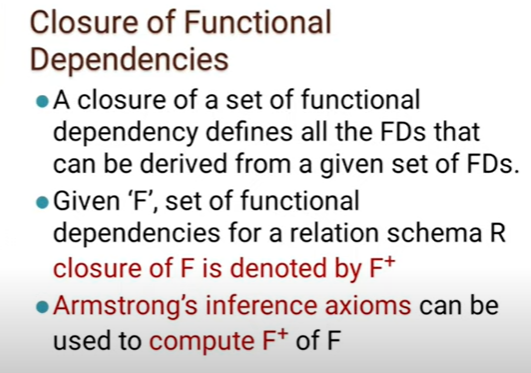 Closure of Functional
Dependencies
● A closure of a set of functional
dependency defines all the FDs that
can be derived from a given set of FDs.
● Given ‘F’, set of functional
dependencies for a relation schema R
closure of F is denoted by F⁺
● Armstrong’s inference axioms can be
used to compute F⁺ of F